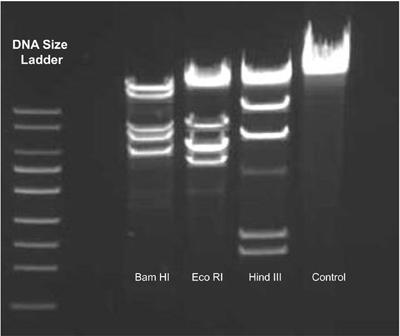 DNA Size
Ladder
Bam HI
Eco RI
Hind III
Control